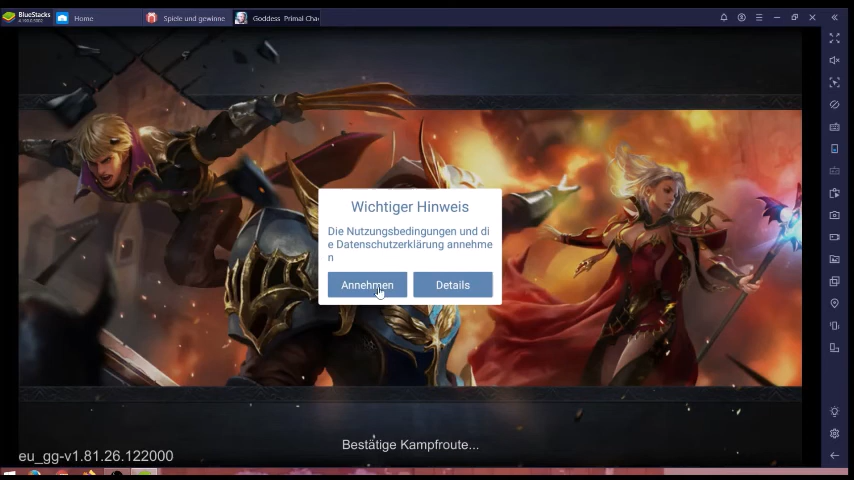 BlueStacks
Home
Spiele und gewinne
Goddess Primal Cha
Wichtiger Hinweis
Die Nutzungsbedingungen und di
e Datenschutzerklärung annehme
n
Annehmen
Details
Bestätige Kampfroute...
eu_gg-v1.81.26.122000